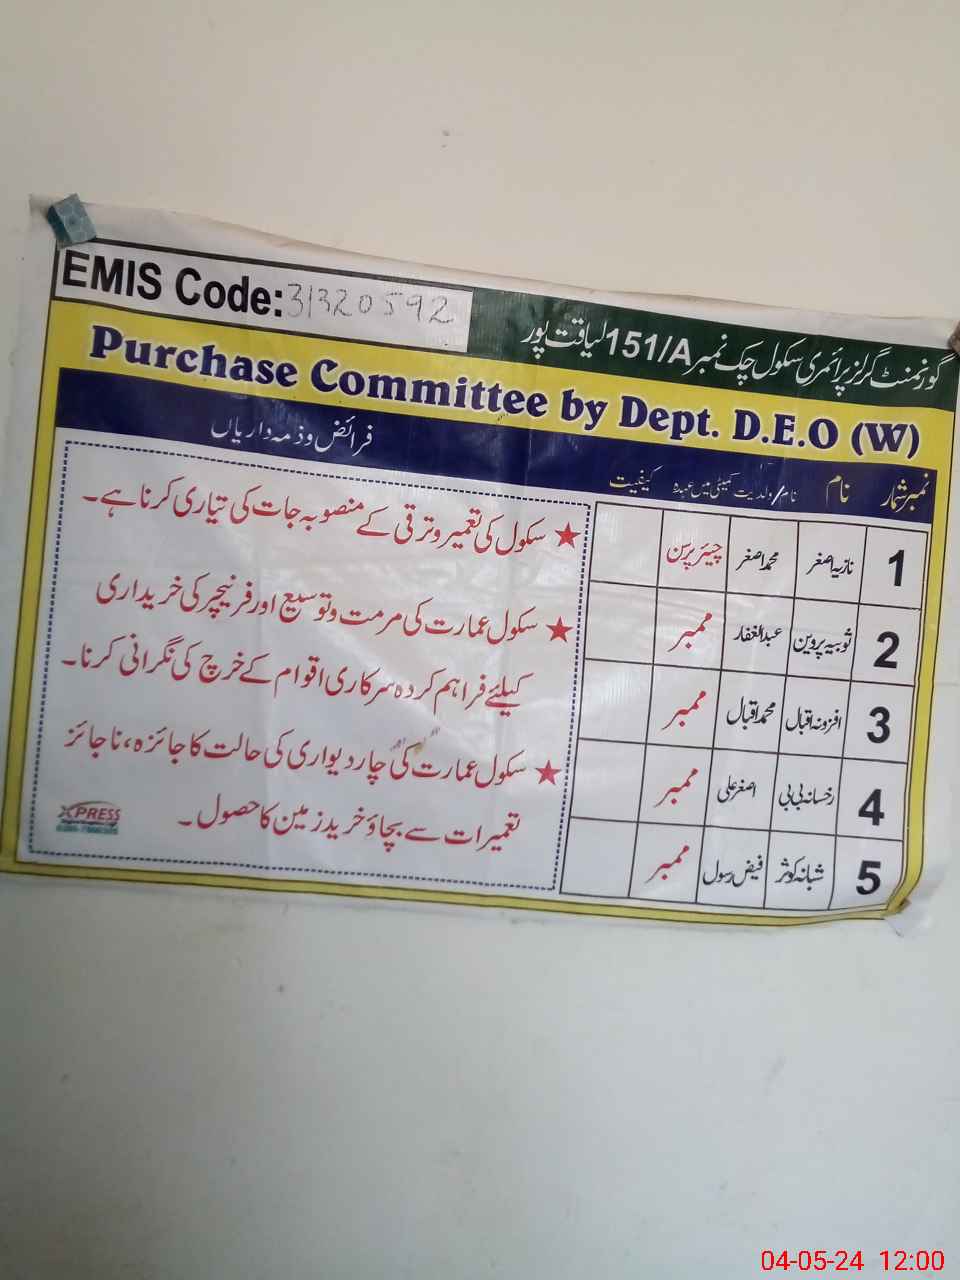 EMIS Code: 31320592
گورنمنٹ گرلز پرائمری سکول چک نمبر 151/A لیاقت پور
Purchase Committee by Dept. D.E.O (W)
نمبر شمار نام نام/ولدیت کمیٹی میں عہدہ کیفیت
1 نازیہ اصغر محمد اصغر چیئر پرسن
2 ثوبیہ پروین عبدالغفار ممبر
3 افزونہ اقبال محمد اقبال ممبر
4 رخسانہ بی بی اصغر علی ممبر
5 شبانہ کوثر فیض رسول ممبر
فرائض و ذمہ داریاں
★ سکول کی تعمیر و ترقی کے منصوبہ جات کی تیاری کرنا ہے۔
★ سکول عمارت کی مرمت و توسیع اور فرنیچر کی خریداری
کیلئے فراہم کردہ سرکاری اقوام کے خرچ کی نگرانی کرنا۔
★ سکول عمارت کی چار دیواری کی حالت کا جائزہ، ناجائز
تعمیرات سے بچاؤ خرید زمین کا حصول۔
XPRESS
04-05-24 12:00